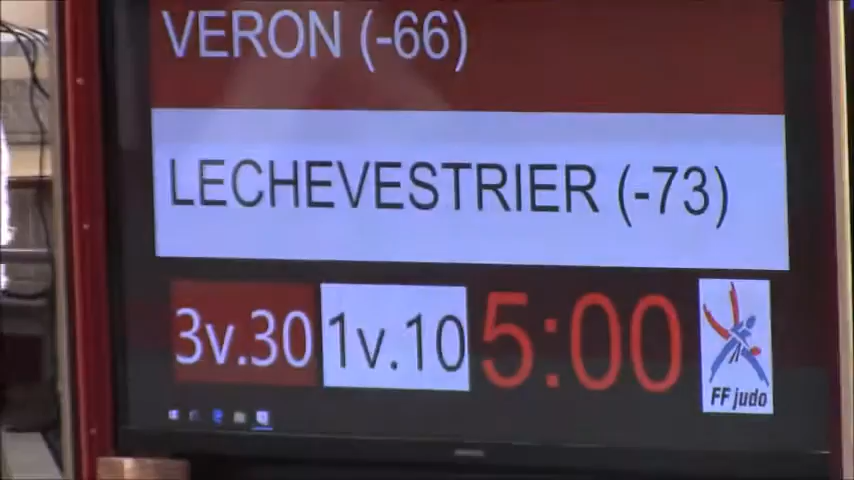 VERON (-66)
LECHEVESTRIER (-73)
3v.30 1v.10 5:00
FF judo